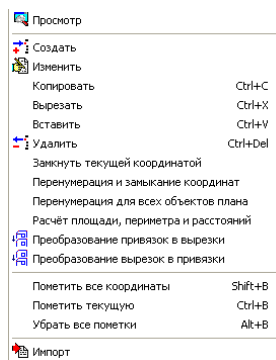 Просмотр
Создать
Изменить
Копировать Ctrl+C
Вырезать Ctrl+X
Вставить Ctrl+V
Удалить Ctrl+Del
Замкнуть текущей координатой
Перенумерация и замыкание координат
Перенумерация для всех объектов плана
Расчёт площади, периметра и расстояний
Преобразование привязок в вырезки
Преобразование вырезок в привязки
Пометить все координаты Shift+B
Пометить текущую Ctrl+B
Убрать все пометки Alt+B
Импорт